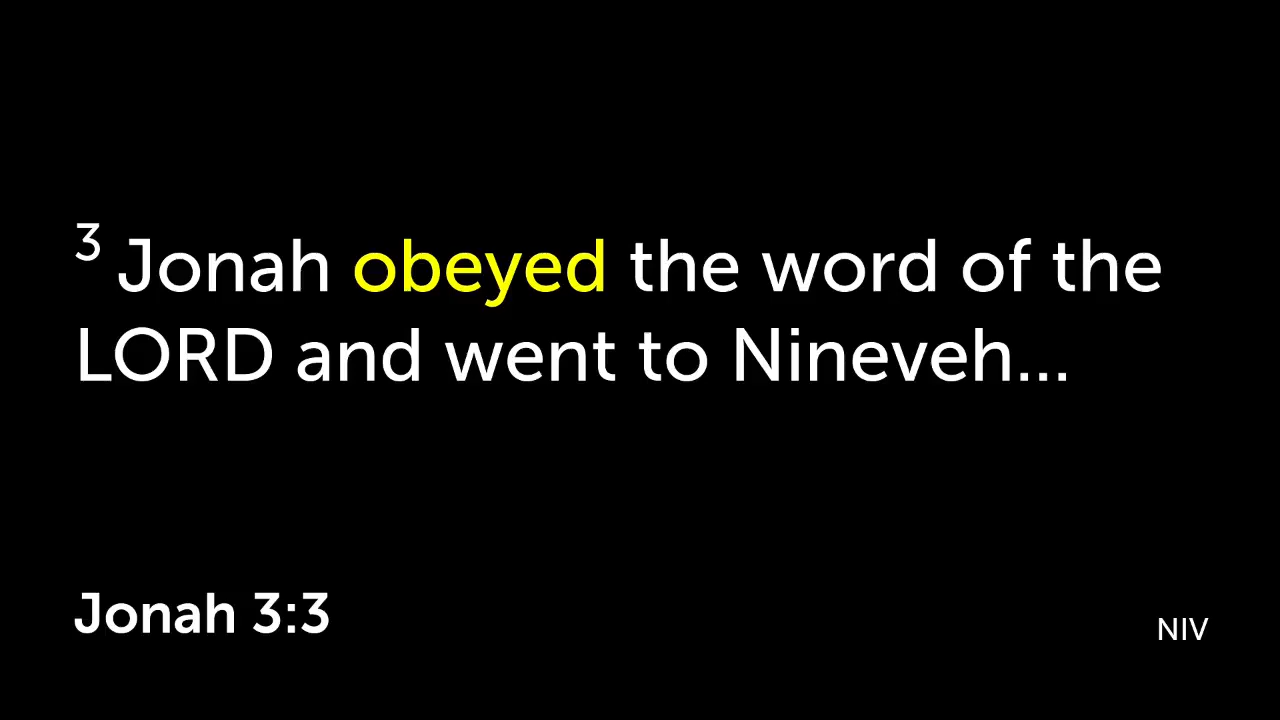 3 Jonah obeyed the word of the
LORD and went to Nineveh...
Jonah 3:3
NIV